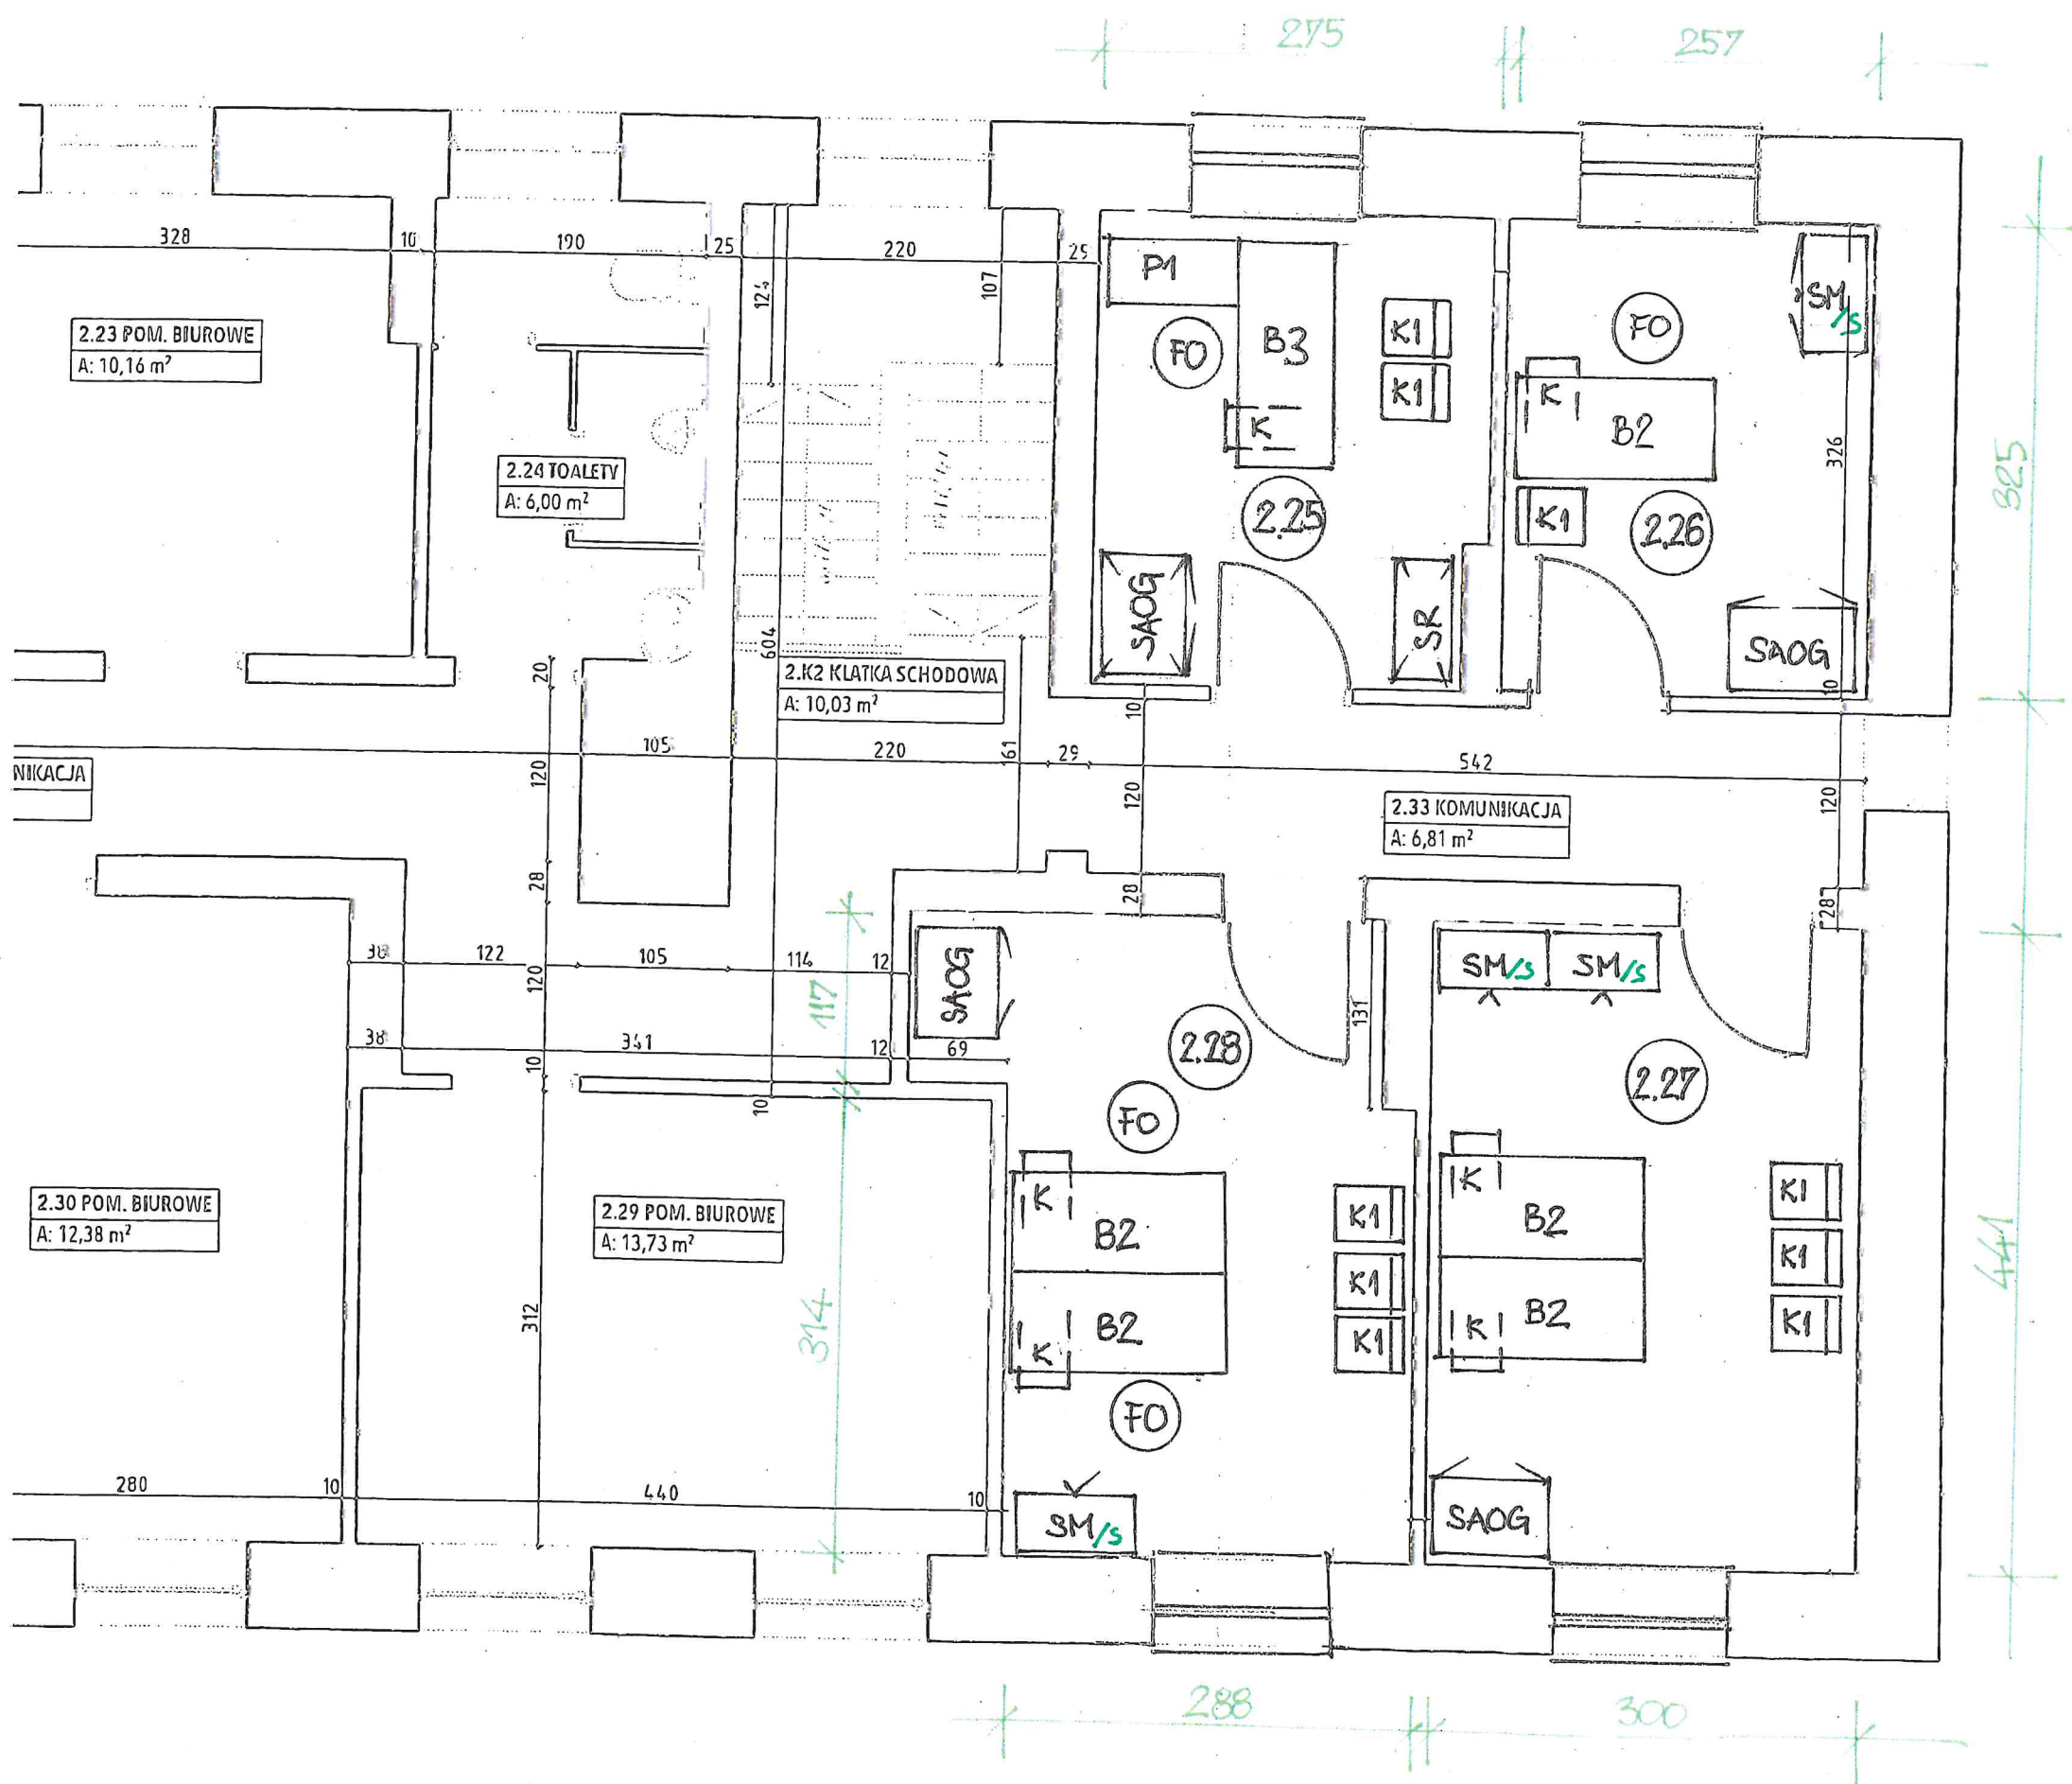 275
257
328
10
190
25
220
25
124
107
P1
B3
FO
K
K1
K1
SM/s
FO
K
B2
K1
326
325
2.23 POM. BIUROWE
A: 10,16 m²
2.24 TOALETY
A: 6,00 m²
2.25
2.26
SAOG
SR
SAOG
604
20
2.K2 KLATKA SCHODOWA
A: 10,03 m²
10
10
105
220
61
29
542
NIKACJA
120
120
120
2.33 KOMUNIKACJA
A: 6,81 m²
28
28
28
38
122
105
114
12
120
117
SAOG
SM/s
SM/s
131
38
341
12
69
10
10
2.28
2.27
FO
K
B2
B2
K
K1
K1
K1
K
B2
B2
K
K1
K1
K1
2.30 POM. BIUROWE
A: 12,38 m²
2.29 POM. BIUROWE
A: 13,73 m²
312
314
441
FO
280
10
440
10
SM/s
SAOG
288
300